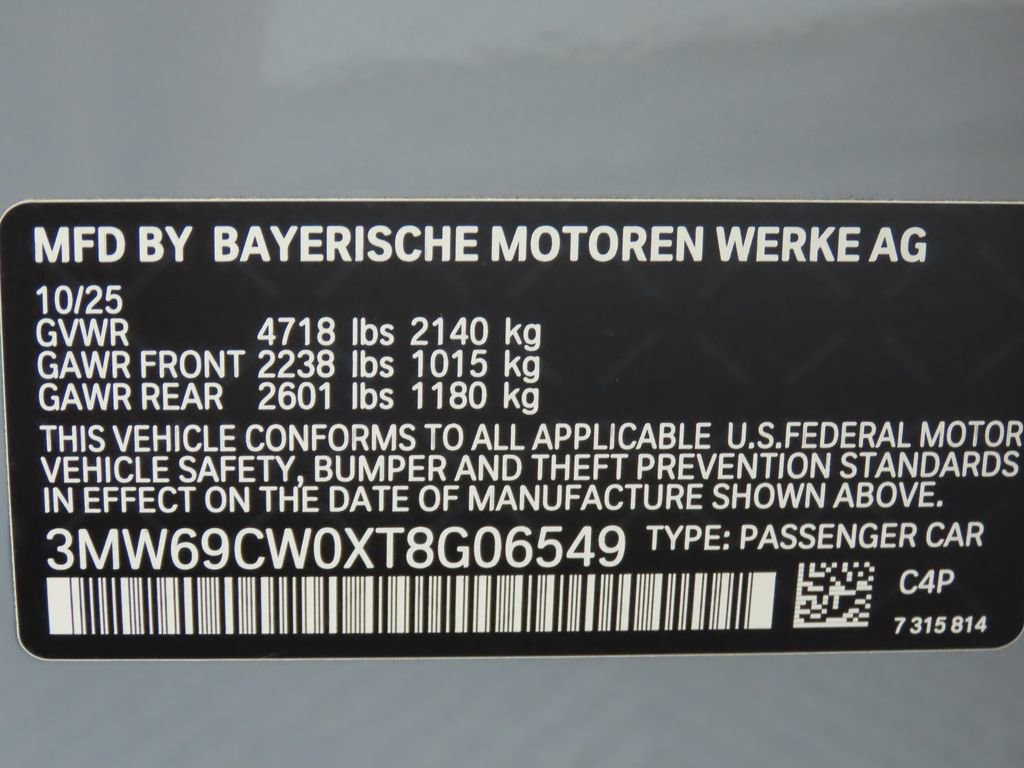 MFD BY BAYERISCHE MOTOREN WERKE AG
10/25
GVWR 4718 lbs 2140 kg
GAWR FRONT 2238 lbs 1015 kg
GAWR REAR 2601 lbs 1180 kg
THIS VEHICLE CONFORMS TO ALL APPLICABLE U.S.FEDERAL MOTOR
VEHICLE SAFETY, BUMPER AND THEFT PREVENTION STANDARDS
IN EFFECT ON THE DATE OF MANUFACTURE SHOWN ABOVE.
3MW69CW0XT8G06549 TYPE: PASSENGER CAR
C4P
7 315 814